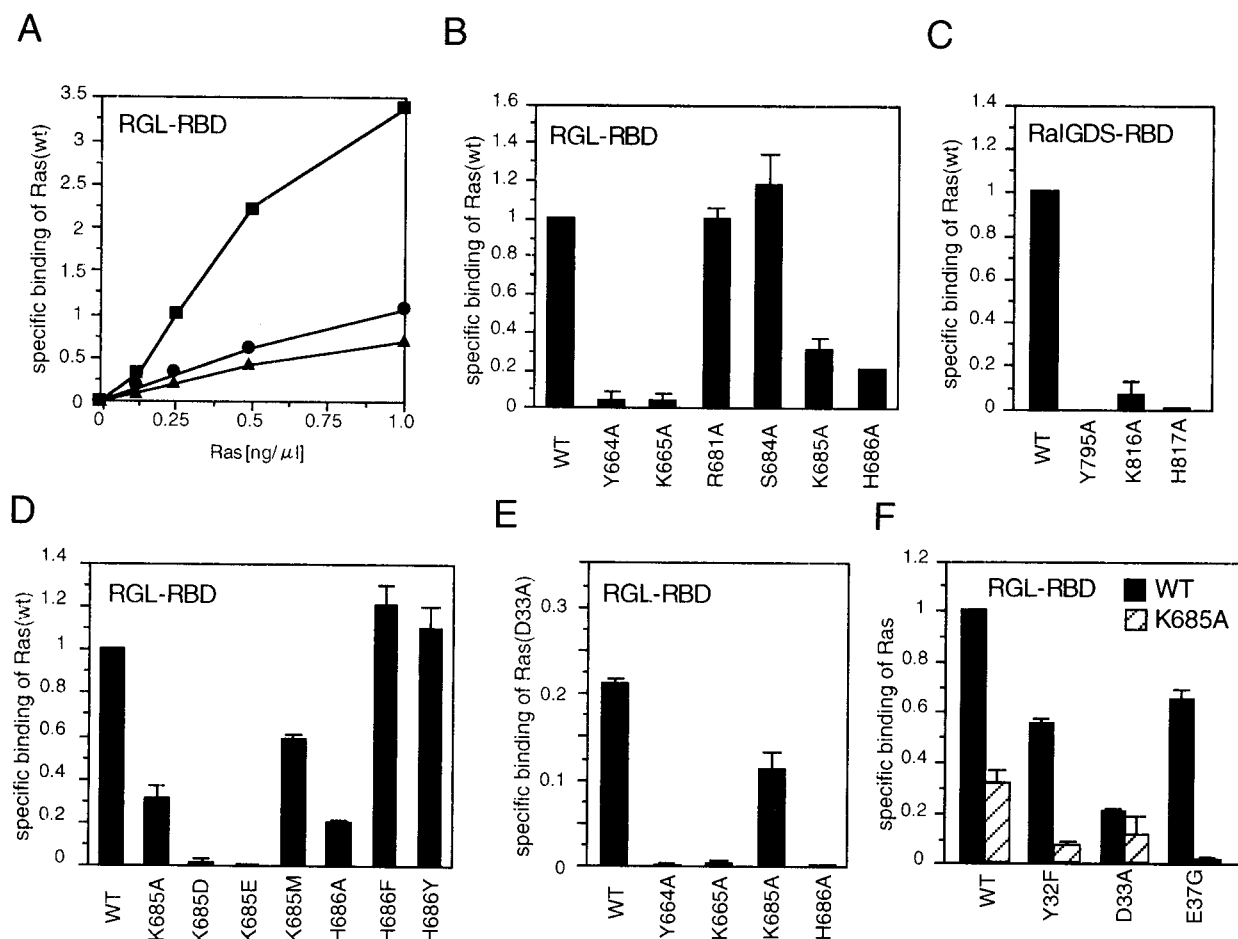 A
specific binding of Ras(wt)
3.5
3
2.5
2
1.5
1
0.5
0
RGL-RBD
0 0.25 0.5 0.75 1.0
Ras[ng/μl]
B
specific binding of Ras(wt)
1.6
1.4
1.2
1
0.8
0.6
0.4
0.2
0
RGL-RBD
WT
Y664A
K665A
R681A
S684A
K685A
H686A
C
specific binding of Ras(wt)
1.4
1.2
1
0.8
0.6
0.4
0.2
0
RalGDS-RBD
WT
Y795A
K816A
H817A
D
specific binding of Ras(wt)
1.4
1.2
1
0.8
0.6
0.4
0.2
0
RGL-RBD
WT
K685A
K685D
K685E
K685M
H686A
H686F
H686Y
E
specific binding of Ras(D33A)
0.3
0.2
0.1
0
RGL-RBD
WT
Y664A
K665A
K685A
H686A
F
specific binding of Ras
1.2
1
0.8
0.6
0.4
0.2
0
RGL-RBD
WT
K685A
WT
Y32F
D33A
E37G